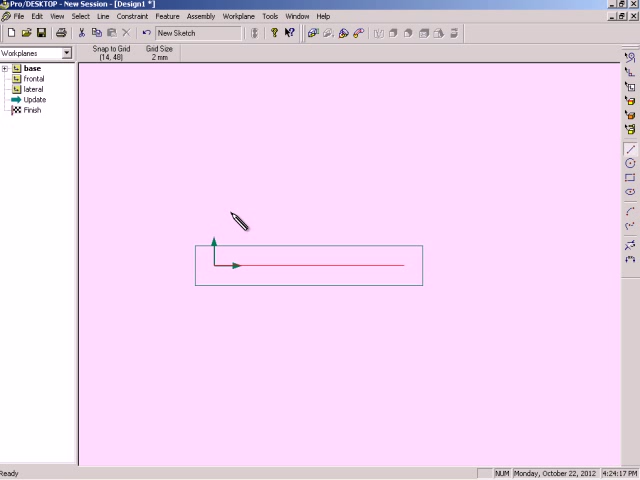 Pro/DESKTOP - New Session - [Design1 *]
File Edit View Select Line Constraint Feature Assembly Workplane Tools Window Help
New Sketch
Workplanes
Snap to Grid
(14, 48)
Grid Size
2 mm
base
frontal
lateral
Update
Finish
Ready
NUM Monday, October 22, 2012 4:24:17 PM